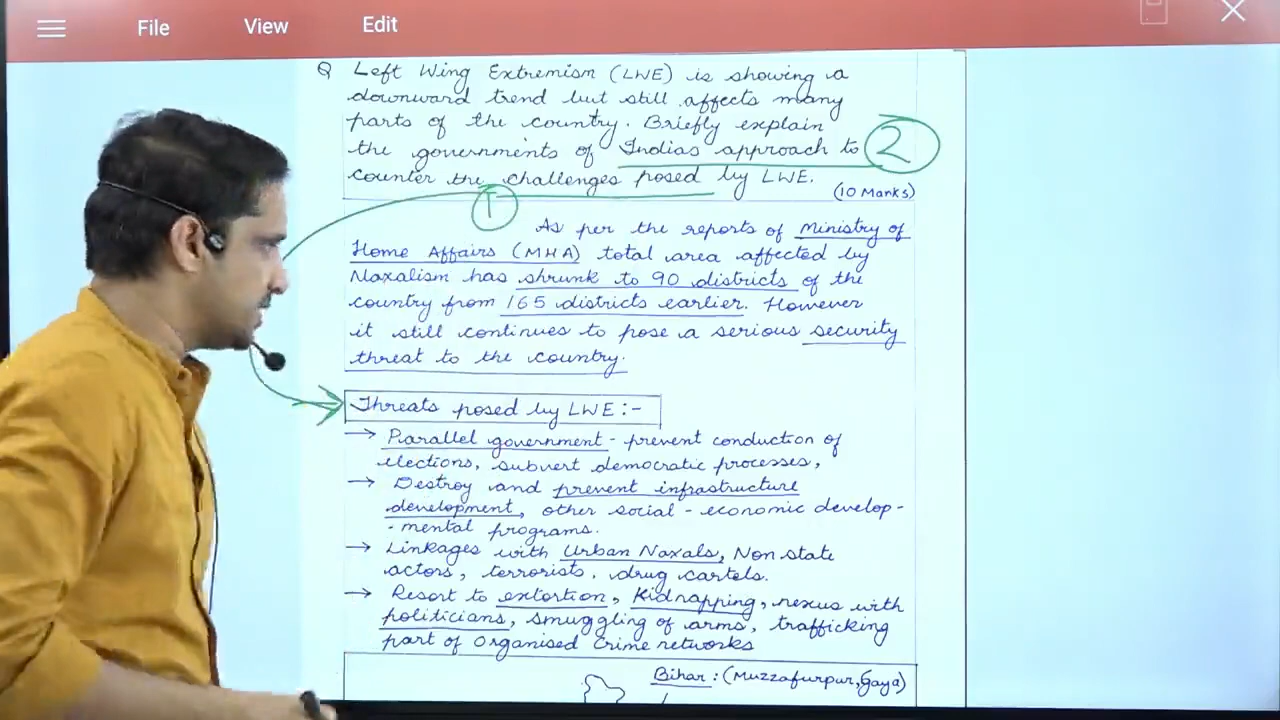 File View Edit
Q Left Wing Extremism (LWE) is showing a
downward trend but still affects many
parts of the country. Briefly explain
the governments of Indias approach to
2
counter the challenges posed by LWE.
(10 Marks)
1
As per the reports of Ministry of
Home Affairs (MHA) total area affected by
Naxalism has shrunk to 90 districts of the
country from 165 districts earlier. However
it still continues to pose a serious security
threat to the country.
Threats posed by LWE :-
→ Parallel government - prevent conduction of
elections, subvert democratic processes,
→ Destroy and prevent infrastructure
development, other social - economic develop-
- mental programs.
→ Linkages with Urban Naxals, Non state
actors, terrorists, drug cartels.
→ Resort to extortion, Kidnapping, nexus with
politicians, smuggling of arms, trafficking
part of Organised Crime networks
Bihar : (Muzzafurpur, Gaya)